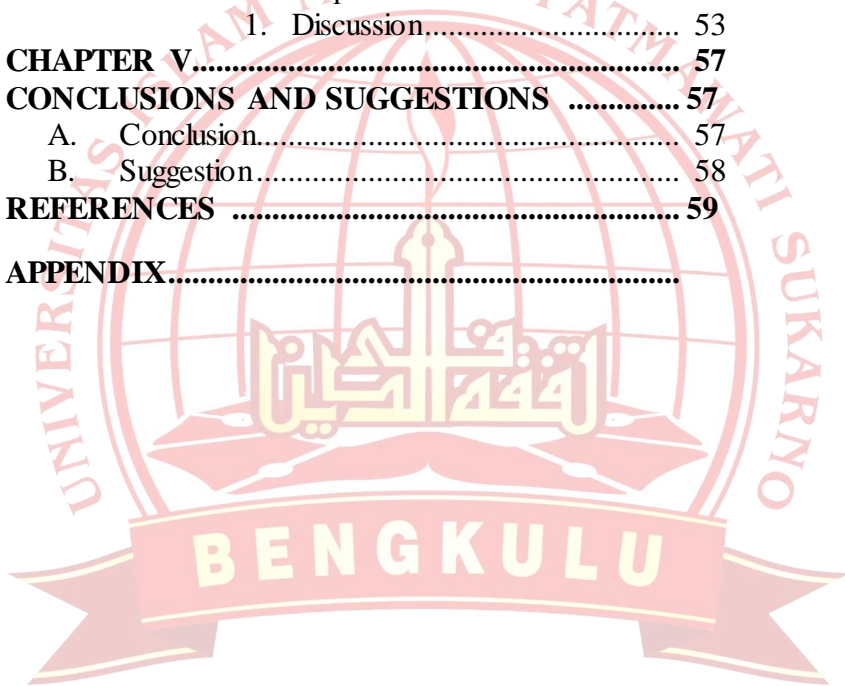 1. Discussion................................ 53
CHAPTER V............................................................. 57
CONCLUSIONS AND SUGGESTIONS .............. 57
A. Conclusion..................................................... 57
B. Suggestion..................................................... 58
REFERENCES ........................................................ 59
APPENDIX................................................................
UNIVERSITAS ISLAM
FATMAWATI SUKARNO
BENGKULU